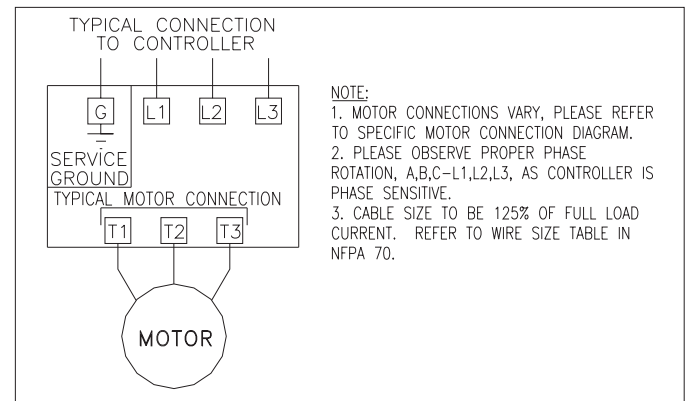 TYPICAL CONNECTION
TO CONTROLLER
G
L1
L2
L3
SERVICE
GROUND
TYPICAL MOTOR CONNECTION
T1
T2
T3
MOTOR
NOTE:
1. MOTOR CONNECTIONS VARY, PLEASE REFER
TO SPECIFIC MOTOR CONNECTION DIAGRAM.
2. PLEASE OBSERVE PROPER PHASE
ROTATION, A,B,C-L1,L2,L3, AS CONTROLLER IS
PHASE SENSITIVE.
3. CABLE SIZE TO BE 125% OF FULL LOAD
CURRENT. REFER TO WIRE SIZE TABLE IN
NFPA 70.